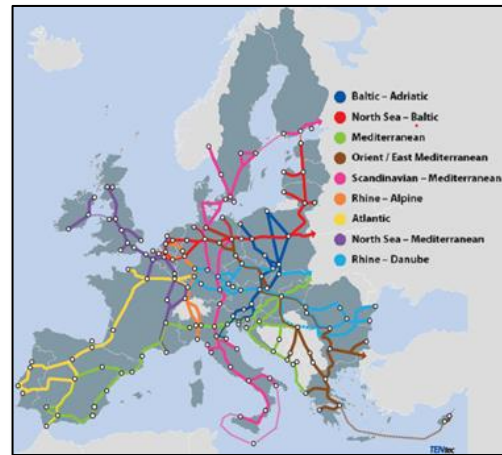 Baltic – Adriatic
North Sea – Baltic
Mediterranean
Orient / East Mediterranean
Scandinavian – Mediterranean
Rhine – Alpine
Atlantic
North Sea – Mediterranean
Rhine – Danube
TENtec